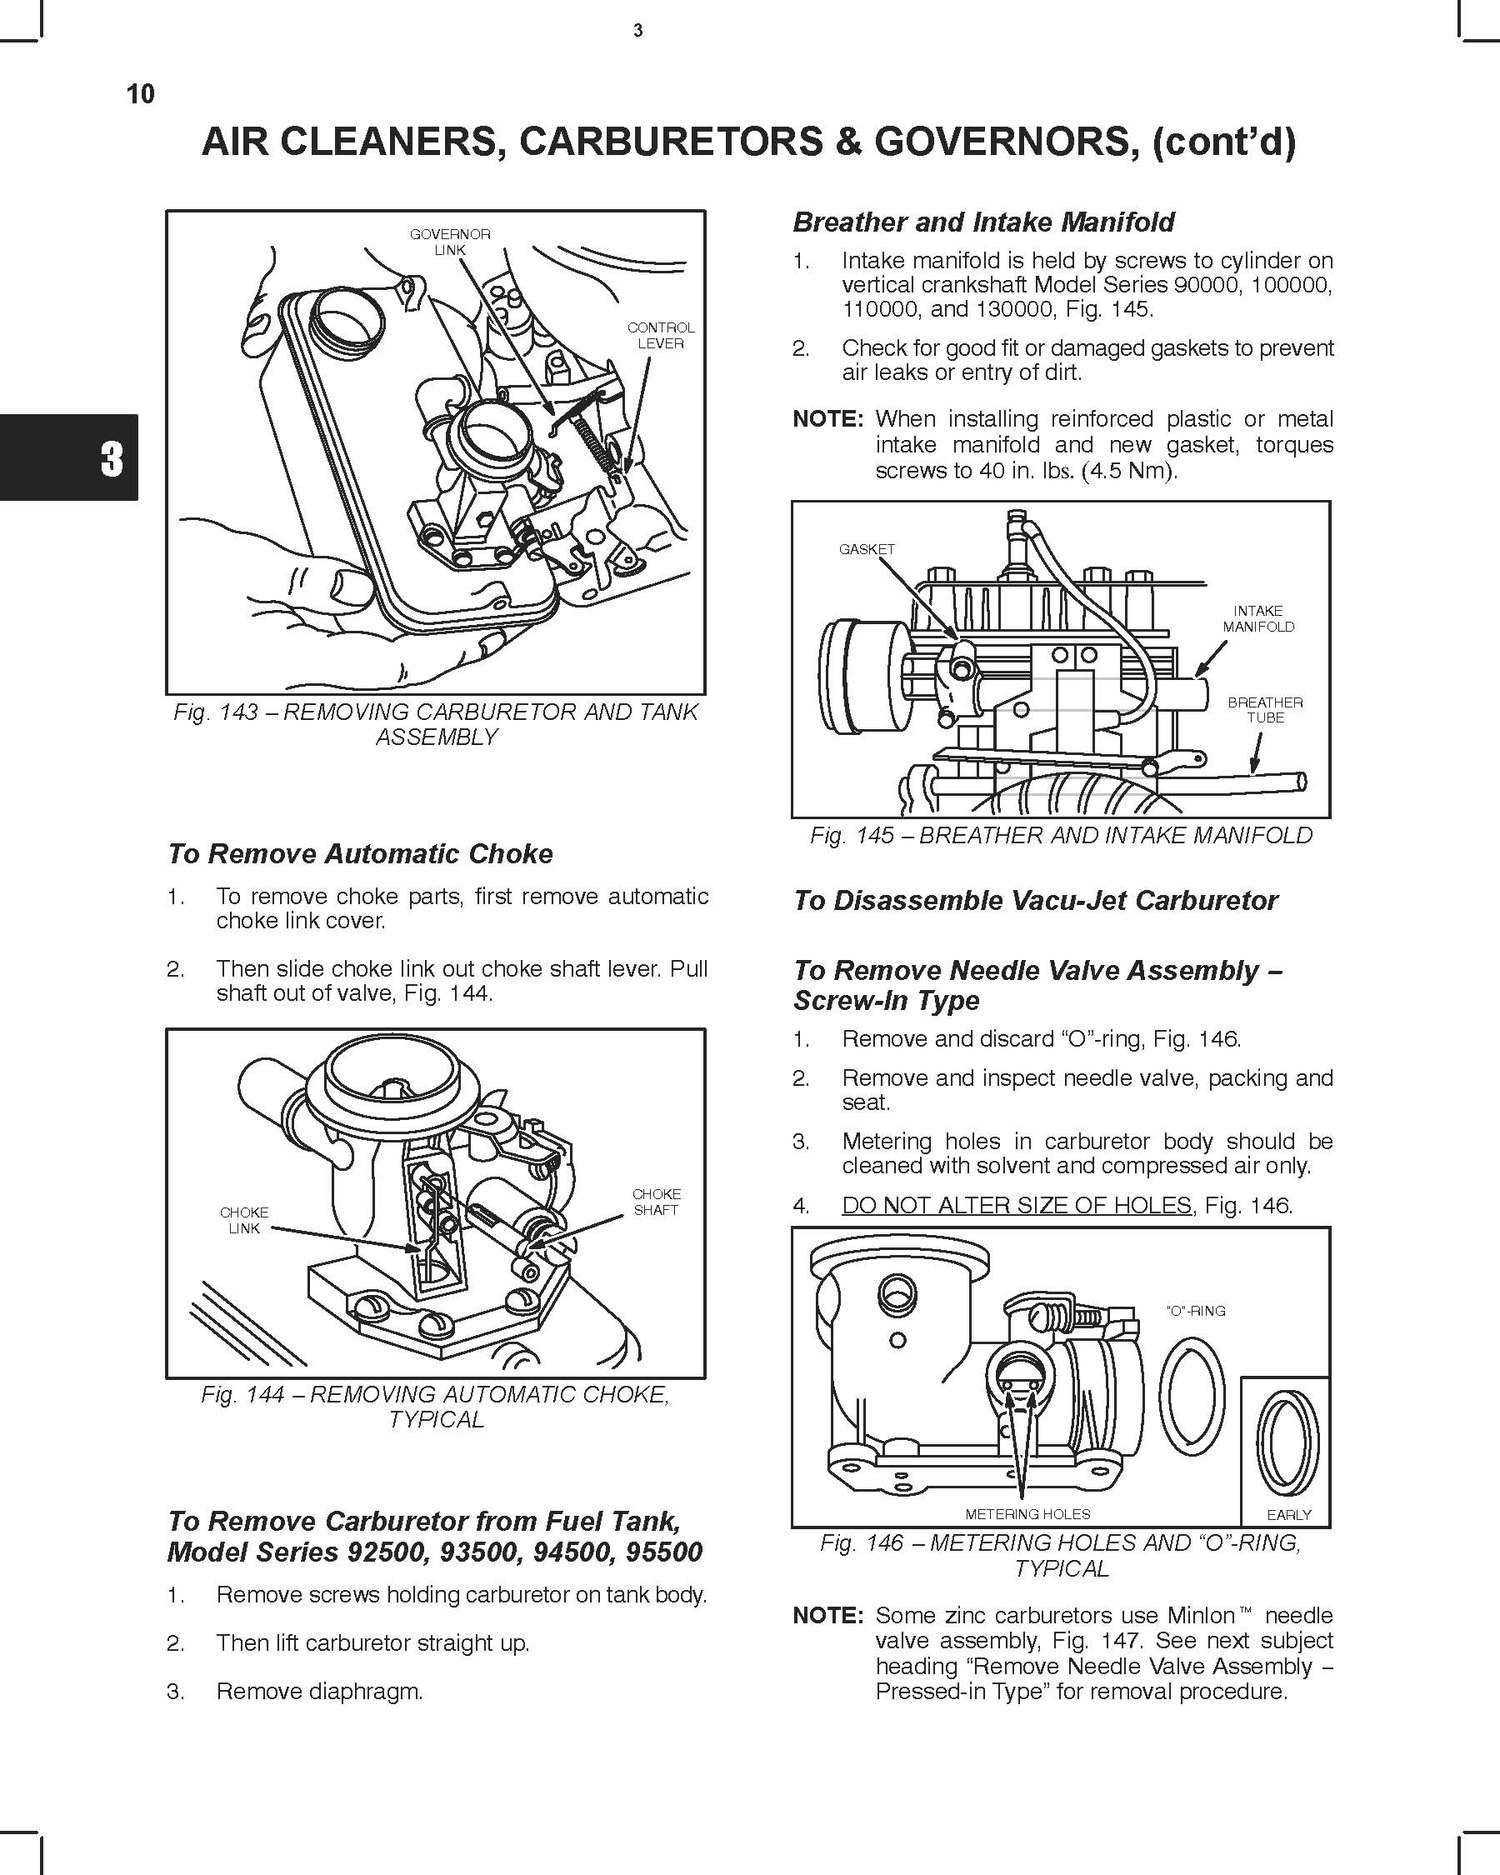 3
10
AIR CLEANERS, CARBURETORS & GOVERNORS, (cont’d)
3
GOVERNOR
LINK
CONTROL
LEVER
Fig. 143 – REMOVING CARBURETOR AND TANK
ASSEMBLY
To Remove Automatic Choke
1. To remove choke parts, first remove automatic
choke link cover.
2. Then slide choke link out choke shaft lever. Pull
shaft out of valve, Fig. 144.
CHOKE
LINK
CHOKE
SHAFT
Fig. 144 – REMOVING AUTOMATIC CHOKE,
TYPICAL
To Remove Carburetor from Fuel Tank,
Model Series 92500, 93500, 94500, 95500
1. Remove screws holding carburetor on tank body.
2. Then lift carburetor straight up.
3. Remove diaphragm.
Breather and Intake Manifold
1. Intake manifold is held by screws to cylinder on
vertical crankshaft Model Series 90000, 100000,
110000, and 130000, Fig. 145.
2. Check for good fit or damaged gaskets to prevent
air leaks or entry of dirt.
NOTE: When installing reinforced plastic or metal
intake manifold and new gasket, torques
screws to 40 in. lbs. (4.5 Nm).
GASKET
INTAKE
MANIFOLD
BREATHER
TUBE
Fig. 145 – BREATHER AND INTAKE MANIFOLD
To Disassemble Vacu-Jet Carburetor
To Remove Needle Valve Assembly –
Screw-In Type
1. Remove and discard “O”-ring, Fig. 146.
2. Remove and inspect needle valve, packing and
seat.
3. Metering holes in carburetor body should be
cleaned with solvent and compressed air only.
4. DO NOT ALTER SIZE OF HOLES, Fig. 146.
"O"-RING
METERING HOLES
EARLY
Fig. 146 – METERING HOLES AND “O”-RING,
TYPICAL
NOTE: Some zinc carburetors use Minlon™ needle
valve assembly, Fig. 147. See next subject
heading “Remove Needle Valve Assembly –
Pressed-in Type” for removal procedure.